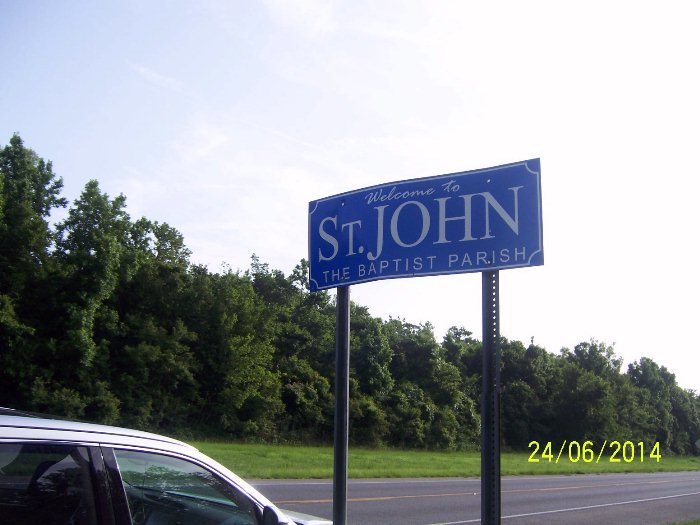 Welcome to
ST. JOHN
THE BAPTIST PARISH
24/06/2014